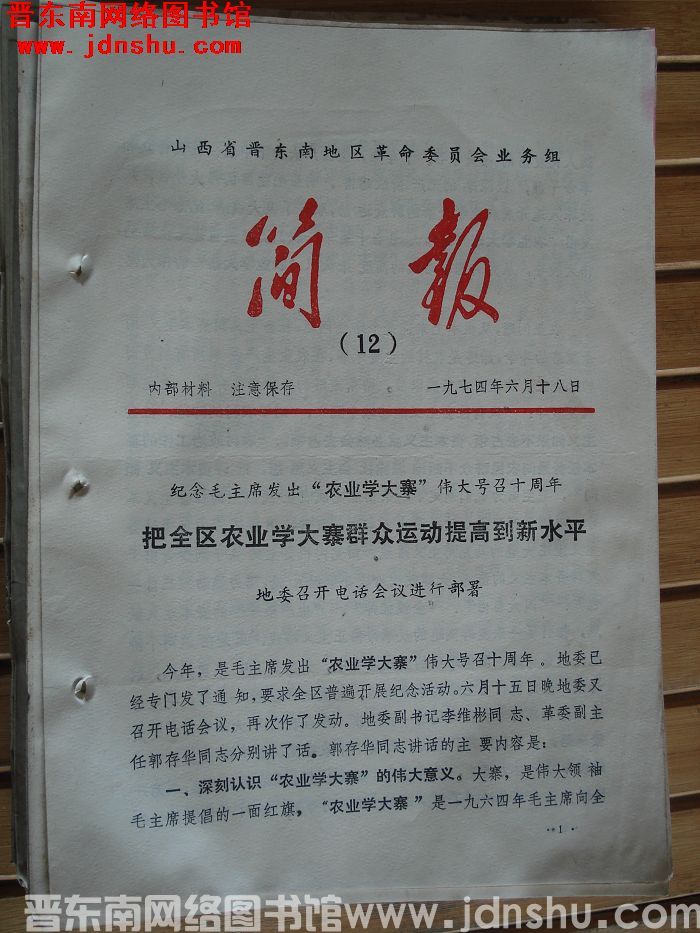 晋东南网络图书馆
www.jdnshu.com
山西省晋东南地区革命委员会业务组
简报
(12)
内部材料 注意保存 一九七四年六月十八日
纪念毛主席发出“农业学大寨”伟大号召十周年
把全区农业学大寨群众运动提高到新水平
地委召开电话会议进行部署
今年,是毛主席发出“农业学大寨”伟大号召十周年。地委已
经专门发了通知,要求全区普遍开展纪念活动。六月十五日晚地委又
召开电话会议,再次作了发动。地委副书记李维彬同志、革委副主
任郭存华同志分别讲了话。郭存华同志讲话的主要内容是:
一、深刻认识“农业学大寨”的伟大意义。大寨,是伟大领袖
毛主席提倡的一面红旗,“农业学大寨”是一九六四年毛主席向全
·1·
晋东南网络图书馆www.jdnshu.com